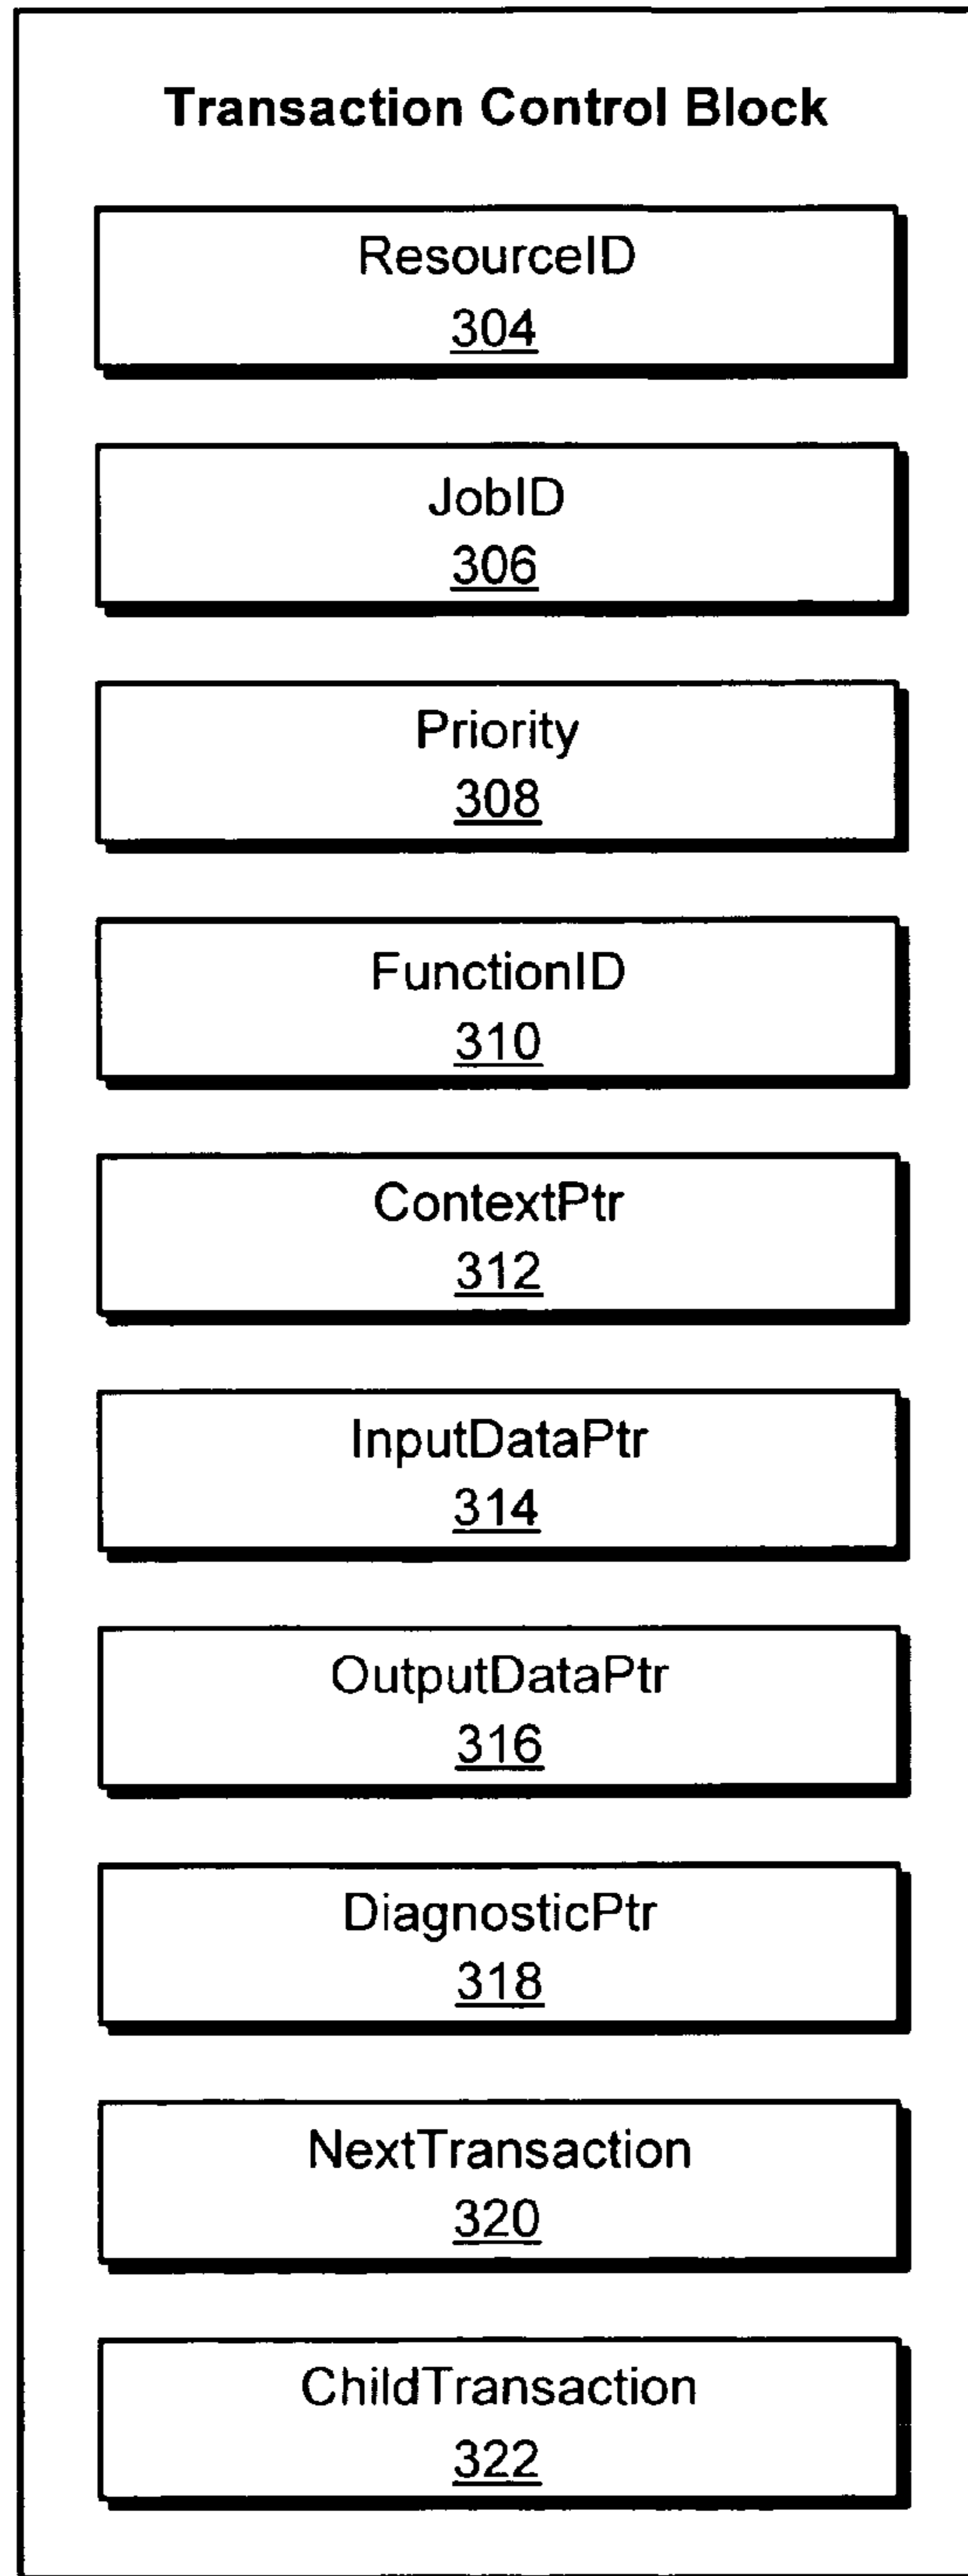 Transaction Control Block
ResourceID
304
JobID
306
Priority
308
FunctionID
310
ContextPtr
312
InputDataPtr
314
OutputDataPtr
316
DiagnosticPtr
318
NextTransaction
320
ChildTransaction
322